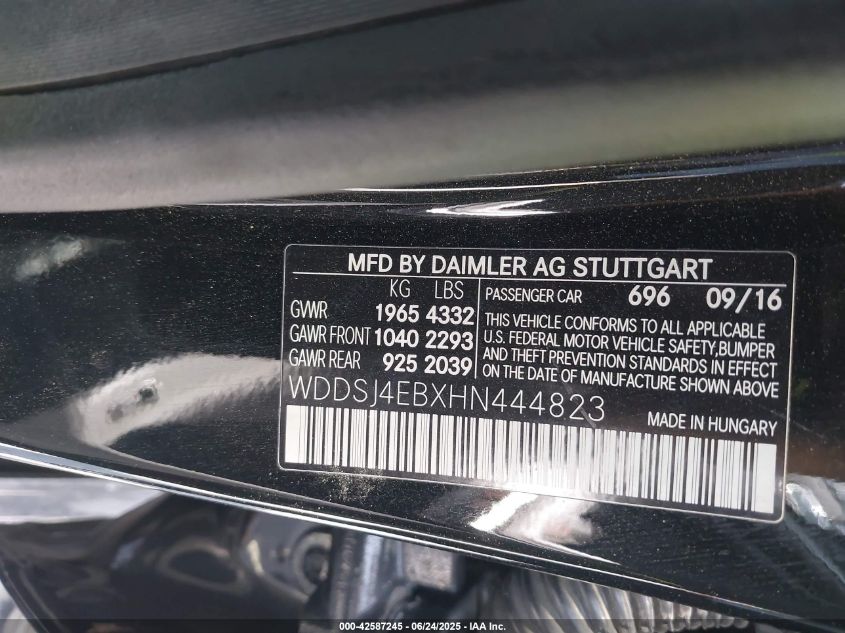 MFD BY DAIMLER AG STUTTGART
KG LBS
GVWR 1965 4332
GAWR FRONT 1040 2293
GAWR REAR 925 2039
PASSENGER CAR 696 09/16
THIS VEHICLE CONFORMS TO ALL APPLICABLE
U.S. FEDERAL MOTOR VEHICLE SAFETY,BUMPER
AND THEFT PREVENTION STANDARDS IN EFFECT
ON THE DATE OF MANUFACTURE SHOWN ABOVE
WDDSJ4EBXHN444823
MADE IN HUNGARY
000-42587245 - 06/24/2025 - IAA Inc.